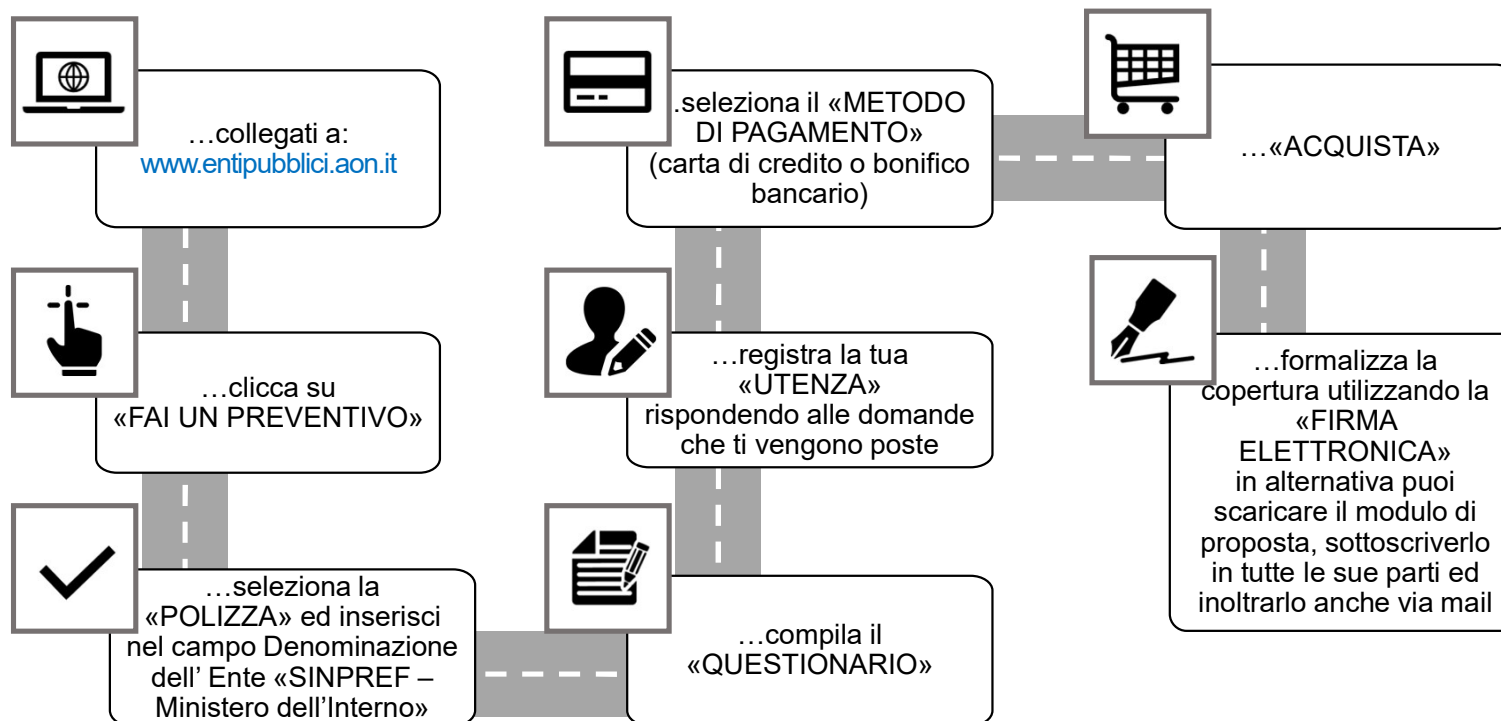 …collegati a:
www.entipubblici.aon.it
…clicca su
«FAI UN PREVENTIVO»
…seleziona la
«POLIZZA» ed inserisci
nel campo Denominazione
dell’ Ente «SINPREF –
Ministero dell’Interno»
…compila il
«QUESTIONARIO»
…registra la tua
«UTENZA»
rispondendo alle domande
che ti vengono poste
..seleziona il «METODO
DI PAGAMENTO»
(carta di credito o bonifico
bancario)
…«ACQUISTA»
…formalizza la
copertura utilizzando la
«FIRMA
ELETTRONICA»
in alternativa puoi
scaricare il modulo di
proposta, sottoscriverlo
in tutte le sue parti ed
inoltrarlo anche via mail